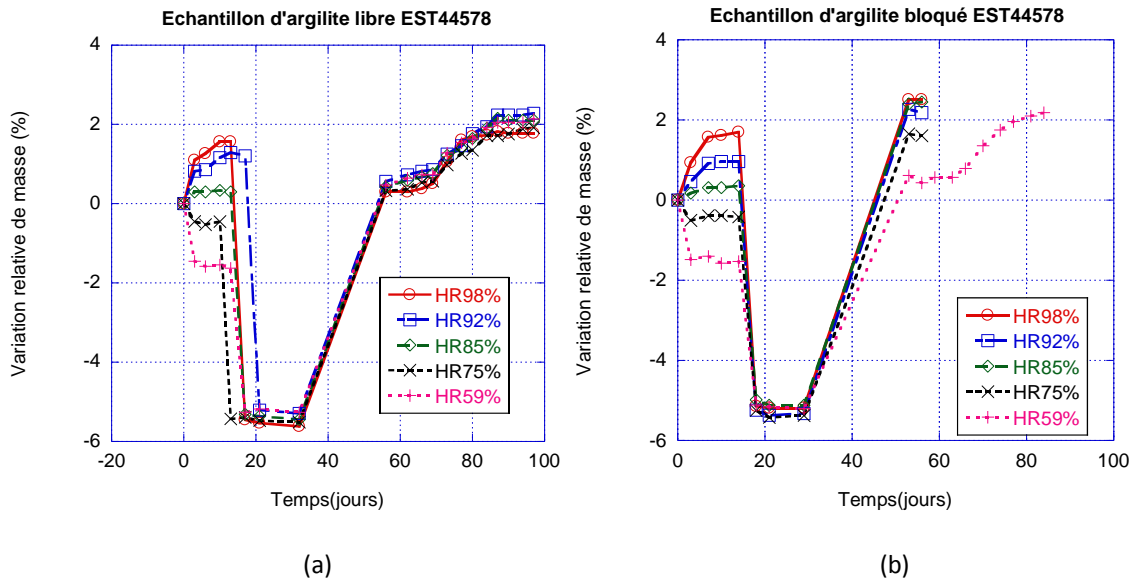 Echantillon d'argilite libre EST44578
Variation relative de masse (%)
4
2
0
-2
-4
-6
HR98%
HR92%
HR85%
HR75%
HR59%
-20 0 20 40 60 80 100
Temps(jours)
(a)
Echantillon d'argilite bloqué EST44578
Variation relative de masse (%)
4
2
0
-2
-4
-6
HR98%
HR92%
HR85%
HR75%
HR59%
0 20 40 60 80 100
Temps(jours)
(b)